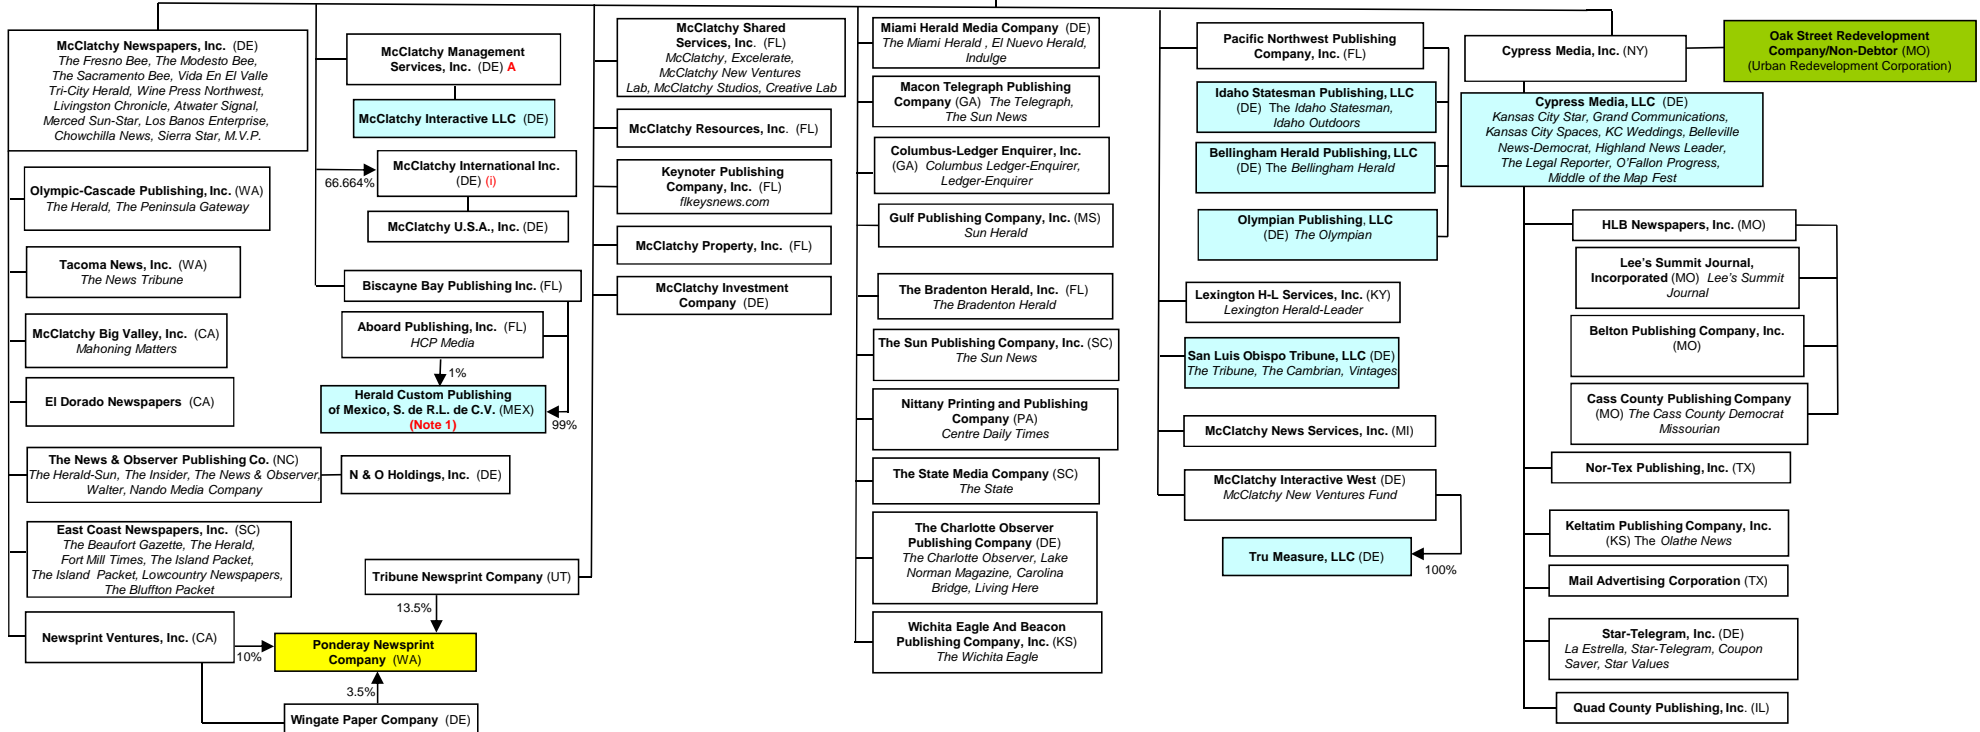 McClatchy Newspapers, Inc. (DE)
The Fresno Bee, The Modesto Bee,
The Sacramento Bee, Vida En El Valle
Tri-City Herald, Wine Press Northwest,
Livingston Chronicle, Atwater Signal,
Merced Sun-Star, Los Banos Enterprise,
Chowchilla News, Sierra Star, M.V.P.
Olympic-Cascade Publishing, Inc. (WA)
The Herald, The Peninsula Gateway
Tacoma News, Inc. (WA)
The News Tribune
McClatchy Big Valley, Inc. (CA)
Mahoning Matters
El Dorado Newspapers (CA)
The News & Observer Publishing Co. (NC)
The Herald-Sun, The Insider, The News & Observer,
Walter, Nando Media Company
N & O Holdings, Inc. (DE)
East Coast Newspapers, Inc. (SC)
The Beaufort Gazette, The Herald,
Fort Mill Times, The Island Packet,
The Island Packet, Lowcountry Newspapers,
The Bluffton Packet
Newsprint Ventures, Inc. (CA)
10%
Ponderay Newsprint
Company (WA)
3.5%
Wingate Paper Company (DE)
McClatchy Management
Services, Inc. (DE) A
McClatchy Interactive LLC (DE)
66.664%
McClatchy International Inc.
(DE) (i)
McClatchy U.S.A., Inc. (DE)
Biscayne Bay Publishing Inc. (FL)
Aboard Publishing, Inc. (FL)
HCP Media
1%
Herald Custom Publishing
of Mexico, S. de R.L. de C.V. (MEX)
(Note 1)
99%
Tribune Newsprint Company (UT)
13.5%
McClatchy Shared
Services, Inc. (FL)
McClatchy, Excelerate,
McClatchy New Ventures
Lab, McClatchy Studios, Creative Lab
McClatchy Resources, Inc. (FL)
Keynoter Publishing
Company, Inc. (FL)
flkeysnews.com
McClatchy Property, Inc. (FL)
McClatchy Investment
Company (DE)
Miami Herald Media Company (DE)
The Miami Herald , El Nuevo Herald,
Indulge
Macon Telegraph Publishing
Company (GA) The Telegraph,
The Sun News
Columbus-Ledger Enquirer, Inc.
(GA) Columbus Ledger-Enquirer,
Ledger-Enquirer
Gulf Publishing Company, Inc. (MS)
Sun Herald
The Bradenton Herald, Inc. (FL)
The Bradenton Herald
The Sun Publishing Company, Inc. (SC)
The Sun News
Nittany Printing and Publishing
Company (PA)
Centre Daily Times
The State Media Company (SC)
The State
The Charlotte Observer
Publishing Company (DE)
The Charlotte Observer, Lake
Norman Magazine, Carolina
Bridge, Living Here
Wichita Eagle And Beacon
Publishing Company, Inc. (KS)
The Wichita Eagle
Pacific Northwest Publishing
Company, Inc. (FL)
Idaho Statesman Publishing, LLC
(DE) The Idaho Statesman,
Idaho Outdoors
Bellingham Herald Publishing, LLC
(DE) The Bellingham Herald
Olympian Publishing, LLC
(DE) The Olympian
Lexington H-L Services, Inc. (KY)
Lexington Herald-Leader
San Luis Obispo Tribune, LLC (DE)
The Tribune, The Cambrian, Vintages
McClatchy News Services, Inc. (MI)
McClatchy Interactive West (DE)
McClatchy New Ventures Fund
Tru Measure, LLC (DE)
100%
Cypress Media, Inc. (NY)
Oak Street Redevelopment
Company/Non-Debtor (MO)
(Urban Redevelopment Corporation)
Cypress Media, LLC (DE)
Kansas City Star, Grand Communications,
Kansas City Spaces, KC Weddings, Belleville
News-Democrat, Highland News Leader,
The Legal Reporter, O'Fallon Progress,
Middle of the Map Fest
HLB Newspapers, Inc. (MO)
Lee's Summit Journal,
Incorporated (MO) Lee's Summit
Journal
Belton Publishing Company, Inc.
(MO)
Cass County Publishing Company
(MO) The Cass County Democrat
Missourian
Nor-Tex Publishing, Inc. (TX)
Keltatim Publishing Company, Inc.
(KS) The Olathe News
Mail Advertising Corporation (TX)
Star-Telegram, Inc. (DE)
La Estrella, Star-Telegram, Coupon
Saver, Star Values
Quad County Publishing, Inc. (IL)